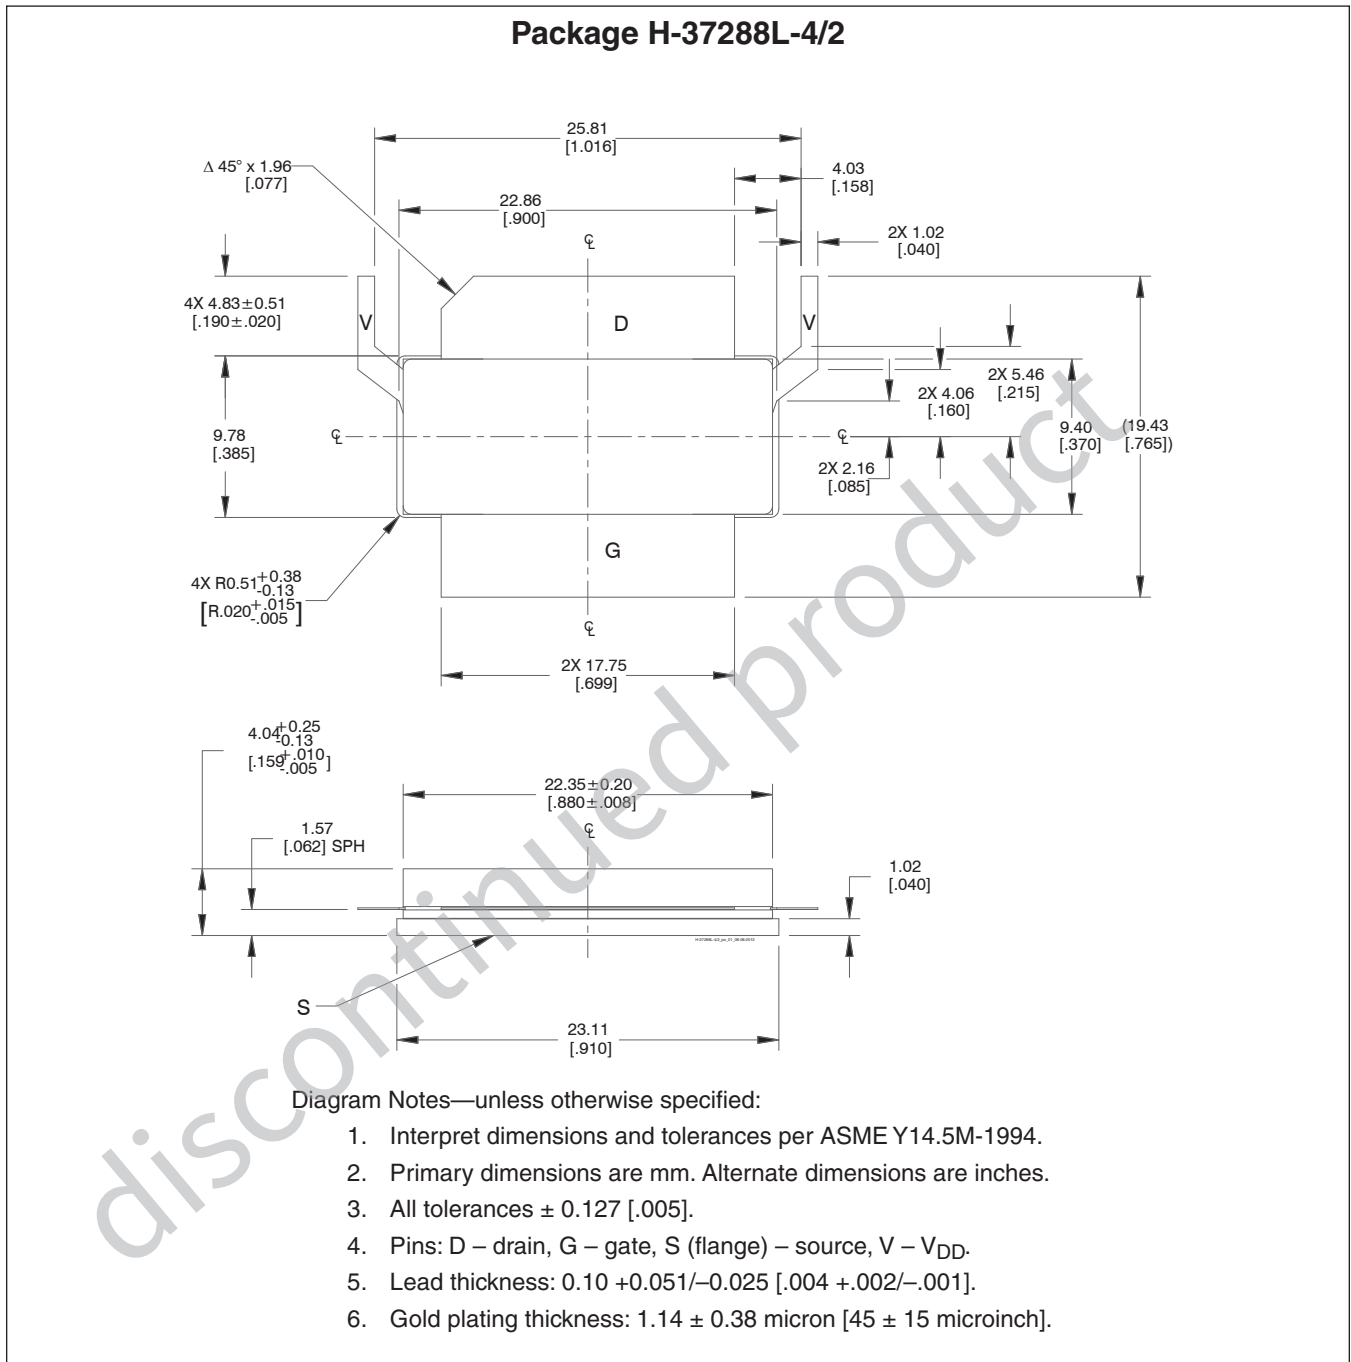 Package H-37288L-4/2
25.81
[1.016]
∆ 45° x 1.96
[.077]
4.03
[.158]
22.86
[.900]
2X 1.02
[.040]
℄
4X 4.83±0.51
[.190±.020]
V
D
V
2X 5.46
[.215]
2X 4.06
[.160]
9.78
[.385]
℄
℄
9.40
[.370]
(19.43
[.765])
2X 2.16
[.085]
G
4X R0.51+0.38
-0.13
[R.020+.015
-.005 ]
℄
2X 17.75
[.699]
4.04+0.25
-0.13
[.159+.010
-.005 ]
22.35±0.20
[.880±.008]
℄
1.57
[.062] SPH
1.02
[.040]
S
23.11
[.910]
discontinued product
Diagram Notes—unless otherwise specified:
1. Interpret dimensions and tolerances per ASME Y14.5M-1994.
2. Primary dimensions are mm. Alternate dimensions are inches.
3. All tolerances ± 0.127 [.005].
4. Pins: D – drain, G – gate, S (flange) – source, V – VDD.
5. Lead thickness: 0.10 +0.051/–0.025 [.004 +.002/–.001].
6. Gold plating thickness: 1.14 ± 0.38 micron [45 ± 15 microinch].